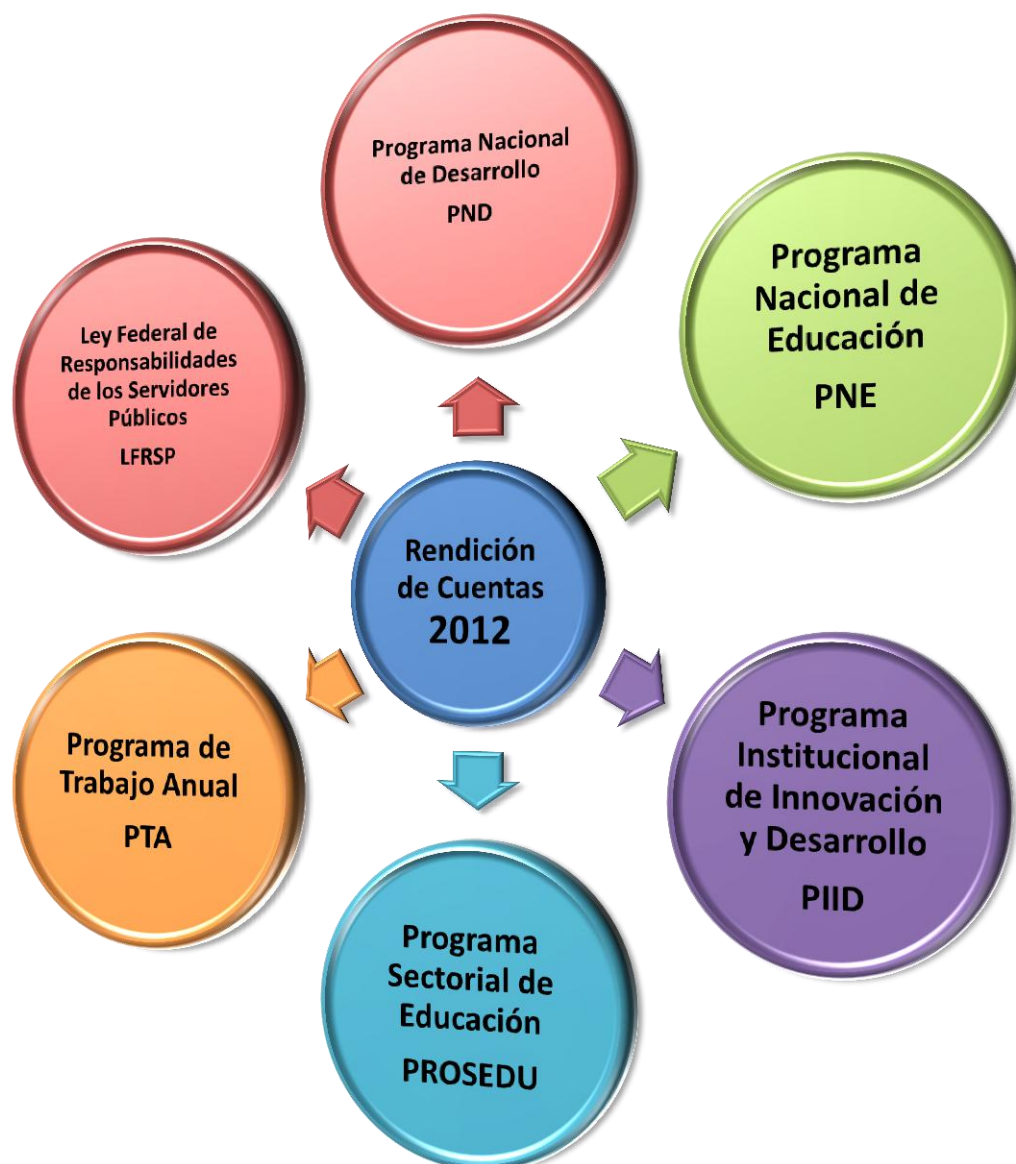 Programa Nacional
de Desarrollo
PND
Programa
Nacional de
Educación
PNE
Ley Federal de
Responsabilidades
de los Servidores
Públicos
LFRSP
Rendición
de Cuentas
2012
Programa
Institucional
de Innovación
y Desarrollo
PIID
Programa de
Trabajo Anual
PTA
Programa
Sectorial de
Educación
PROSEDU